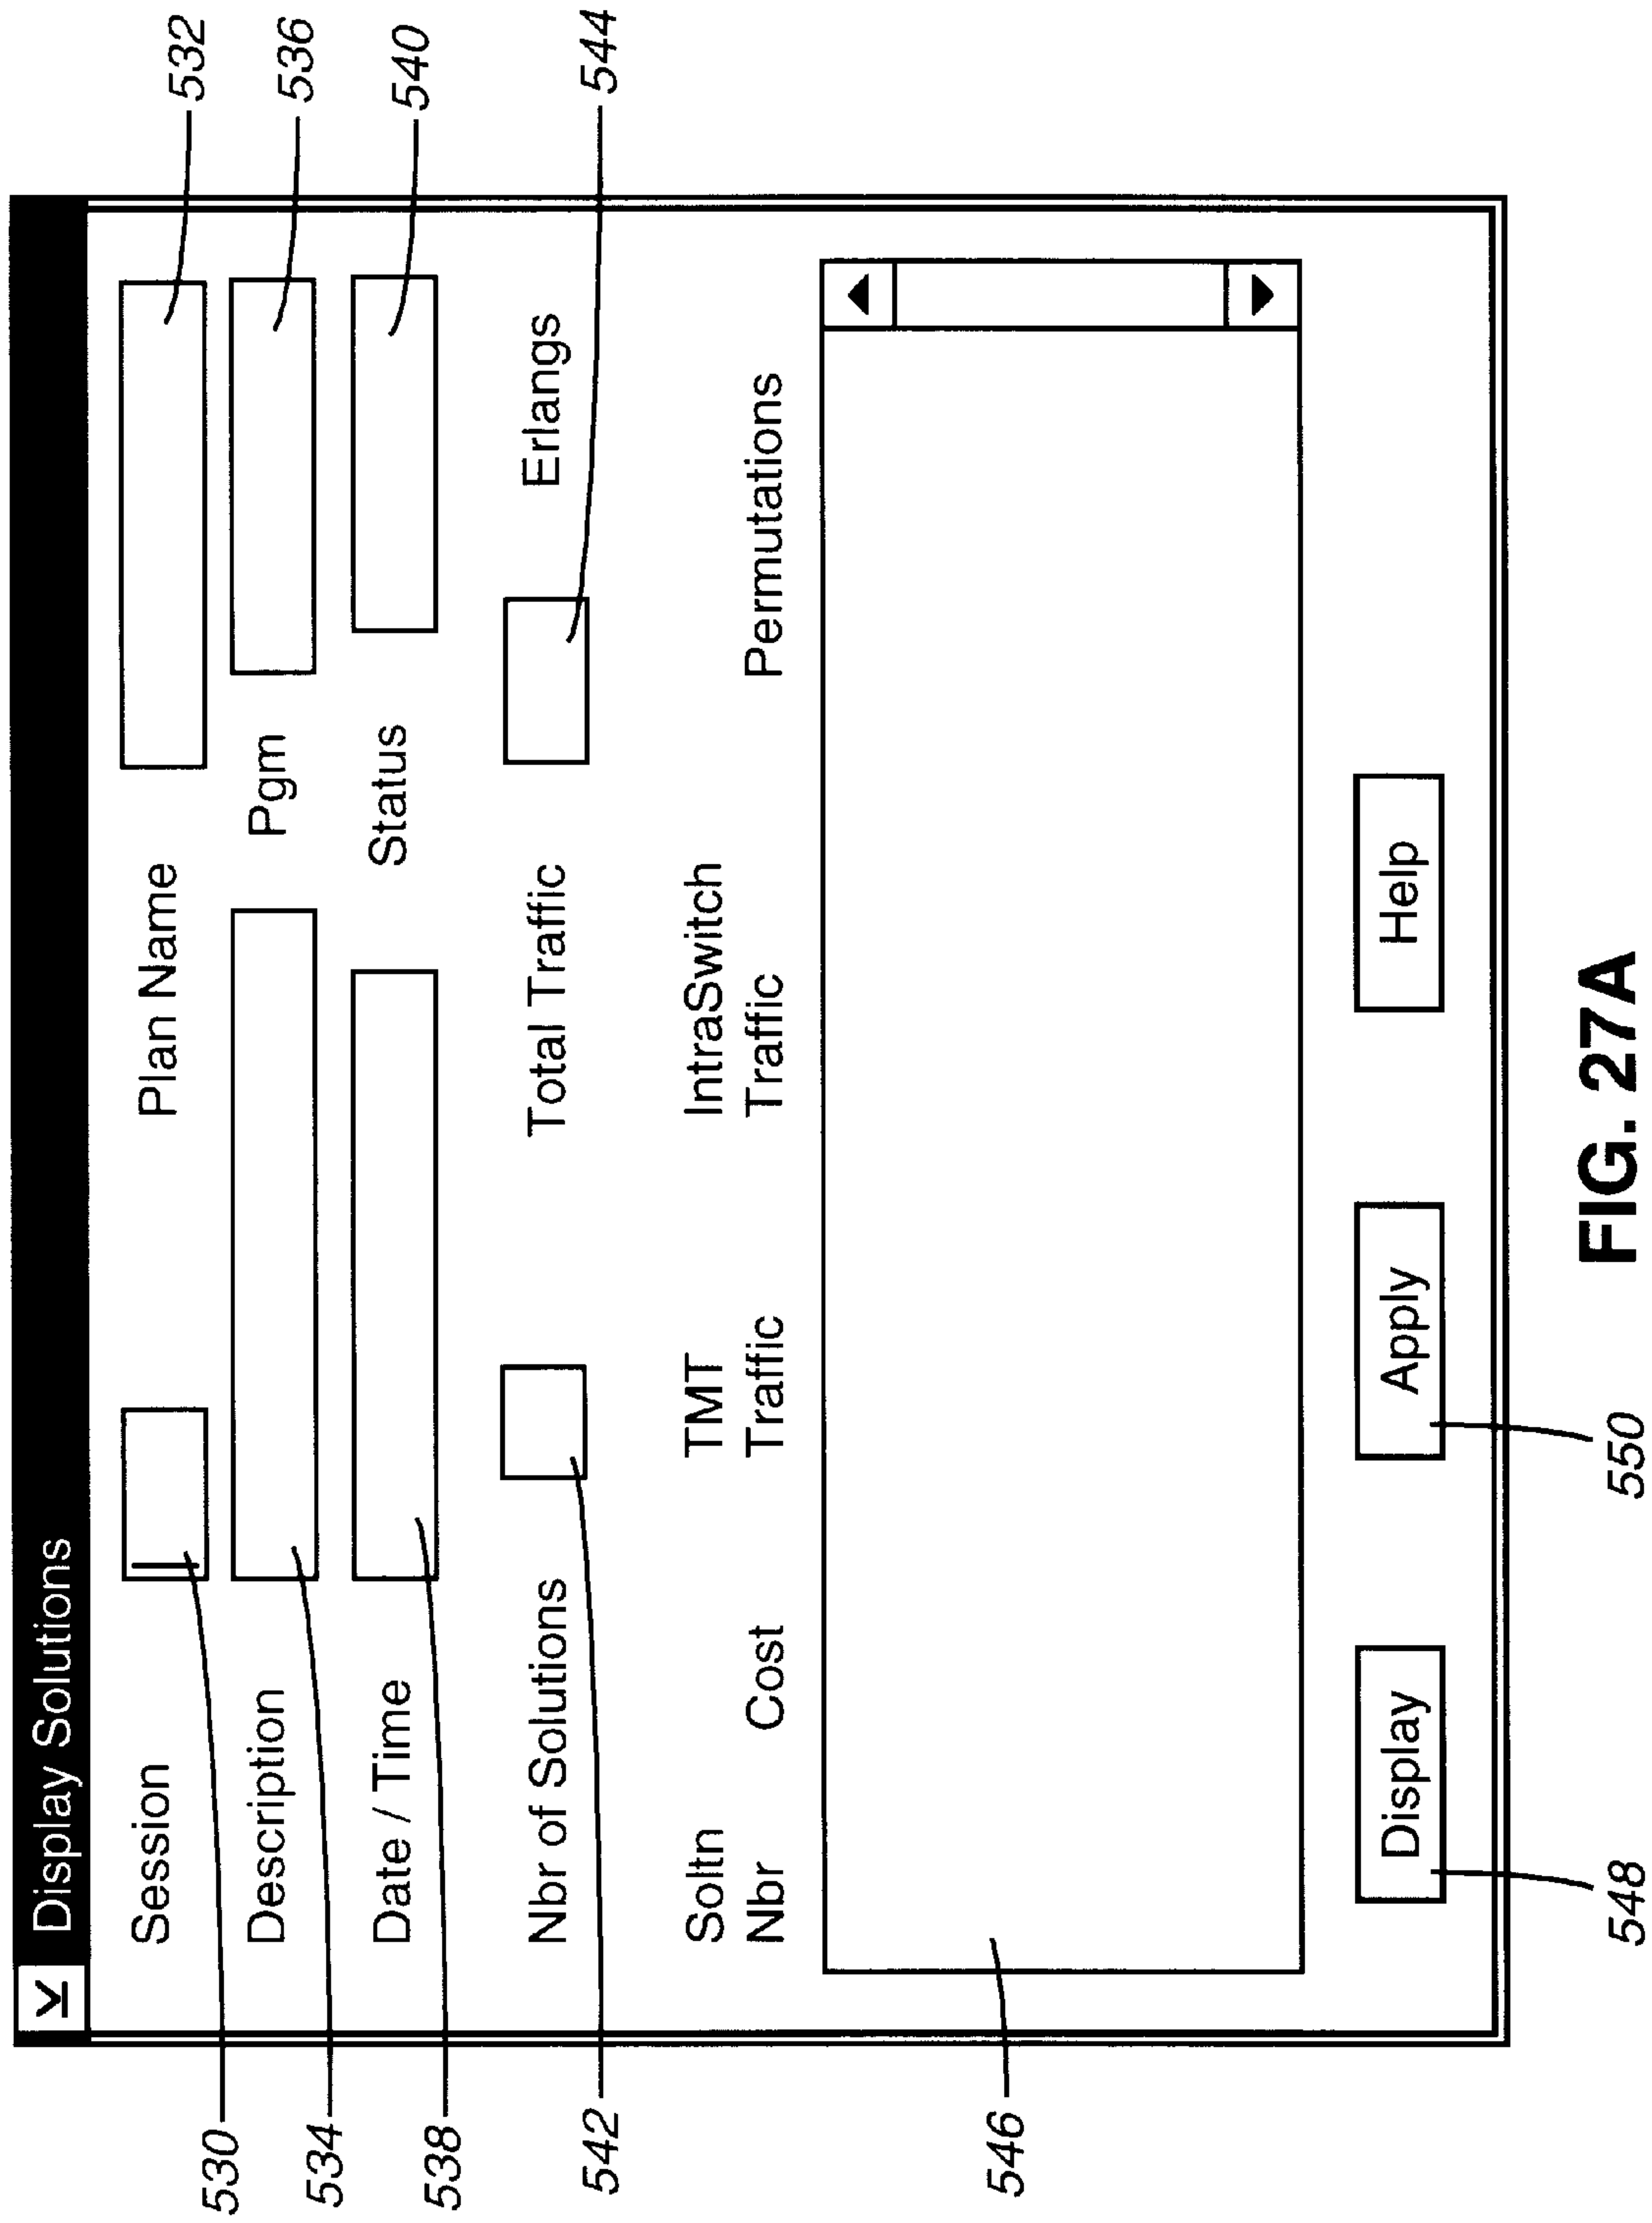 Display Solutions
Session Plan Name 532
530
Description Pgm 536
534
Date / Time Status 540
538
Nbr of Solutions Total Traffic Erlangs 544
542
Soltn TMT IntraSwitch
Nbr Cost Traffic Traffic Permutations
546
Display Apply Help
548 550
FIG. 27A